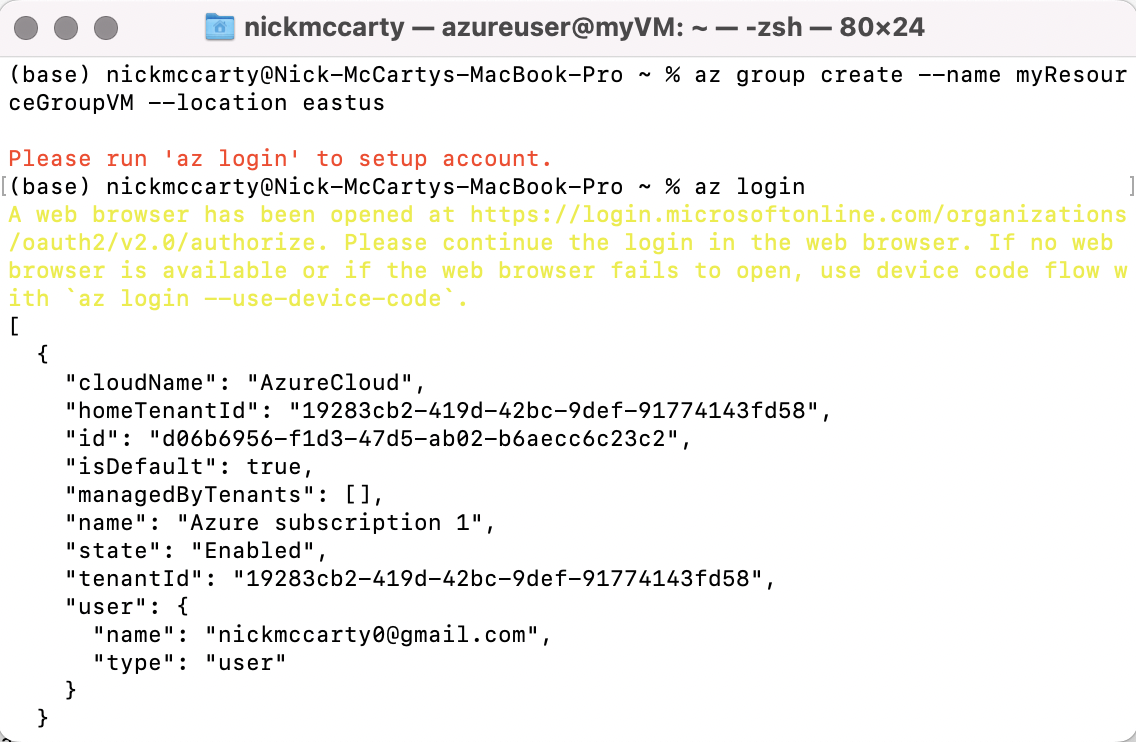 nickmccarty — azureuser@myVM: ~ — -zsh — 80×24
(base) nickmccarty@Nick-McCartys-MacBook-Pro ~ % az group create --name myResour
ceGroupVM --location eastus
Please run 'az login' to setup account.
[(base) nickmccarty@Nick-McCartys-MacBook-Pro ~ % az login ]
A web browser has been opened at https://login.microsoftonline.com/organizations
/oauth2/v2.0/authorize. Please continue the login in the web browser. If no web
browser is available or if the web browser fails to open, use device code flow w
ith `az login --use-device-code`.
[
  {
    "cloudName": "AzureCloud",
    "homeTenantId": "19283cb2-419d-42bc-9def-91774143fd58",
    "id": "d06b6956-f1d3-47d5-ab02-b6aecc6c23c2",
    "isDefault": true,
    "managedByTenants": [],
    "name": "Azure subscription 1",
    "state": "Enabled",
    "tenantId": "19283cb2-419d-42bc-9def-91774143fd58",
    "user": {
      "name": "nickmccarty0@gmail.com",
      "type": "user"
    }
  }